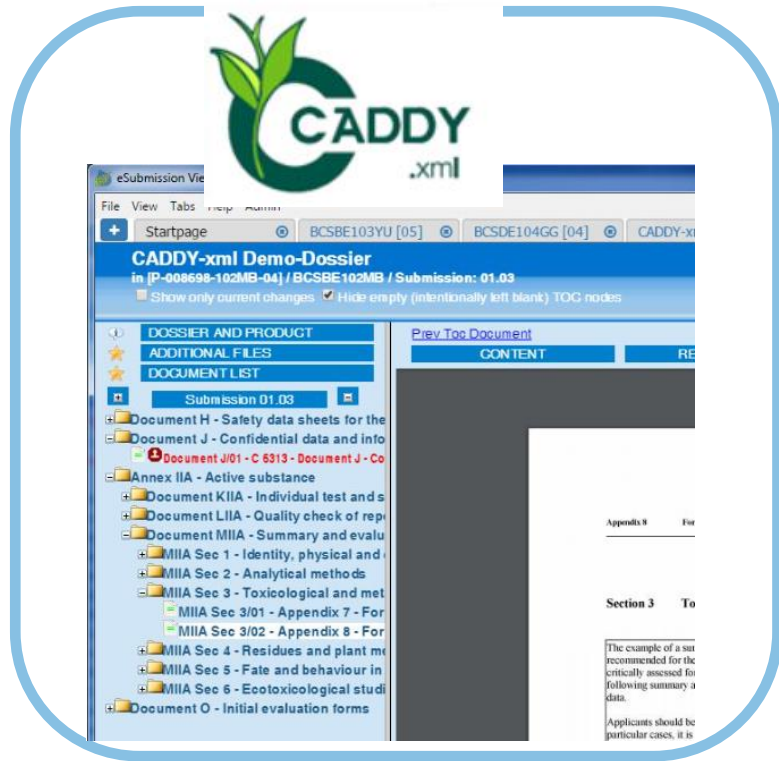 CADDY
.xml
eSubmission Vie
File View Tabs Help Admin
+ Startpage BCSBE103YU [05] BCSDE104GG [04] CADDY-x
CADDY-xml Demo-Dossier
in [P-008698-102MB-04] / BCSBE102MB / Submission: 01.03
Show only current changes Hide empty (intentionally left blank) TOC nodes
DOSSIER AND PRODUCT
ADDITIONAL FILES
DOCUMENT LIST
Submission 01.03
Document H - Safety data sheets for the
Document J - Confidential data and info
Document J/01 - C 6313 - Document J - Co
Annex IIA - Active substance
Document KIIA - Individual test and s
Document LIIA - Quality check of rep
Document MIIA - Summary and evalu
MIIA Sec 1 - Identity, physical and
MIIA Sec 2 - Analytical methods
MIIA Sec 3 - Toxicological and met
MIIA Sec 3/01 - Appendix 7 - For
MIIA Sec 3/02 - Appendix 8 - For
MIIA Sec 4 - Residues and plant me
MIIA Sec 5 - Fate and behaviour in
MIIA Sec 6 - Ecotoxicological studi
Document O - Initial evaluation forms
Prev Toc Document
CONTENT RE
Appendix 8 For
Section 3 To
The example of a sur
recommended for the
critically assessed for
following summary a
data.
Applicants should be
particular cases, it is